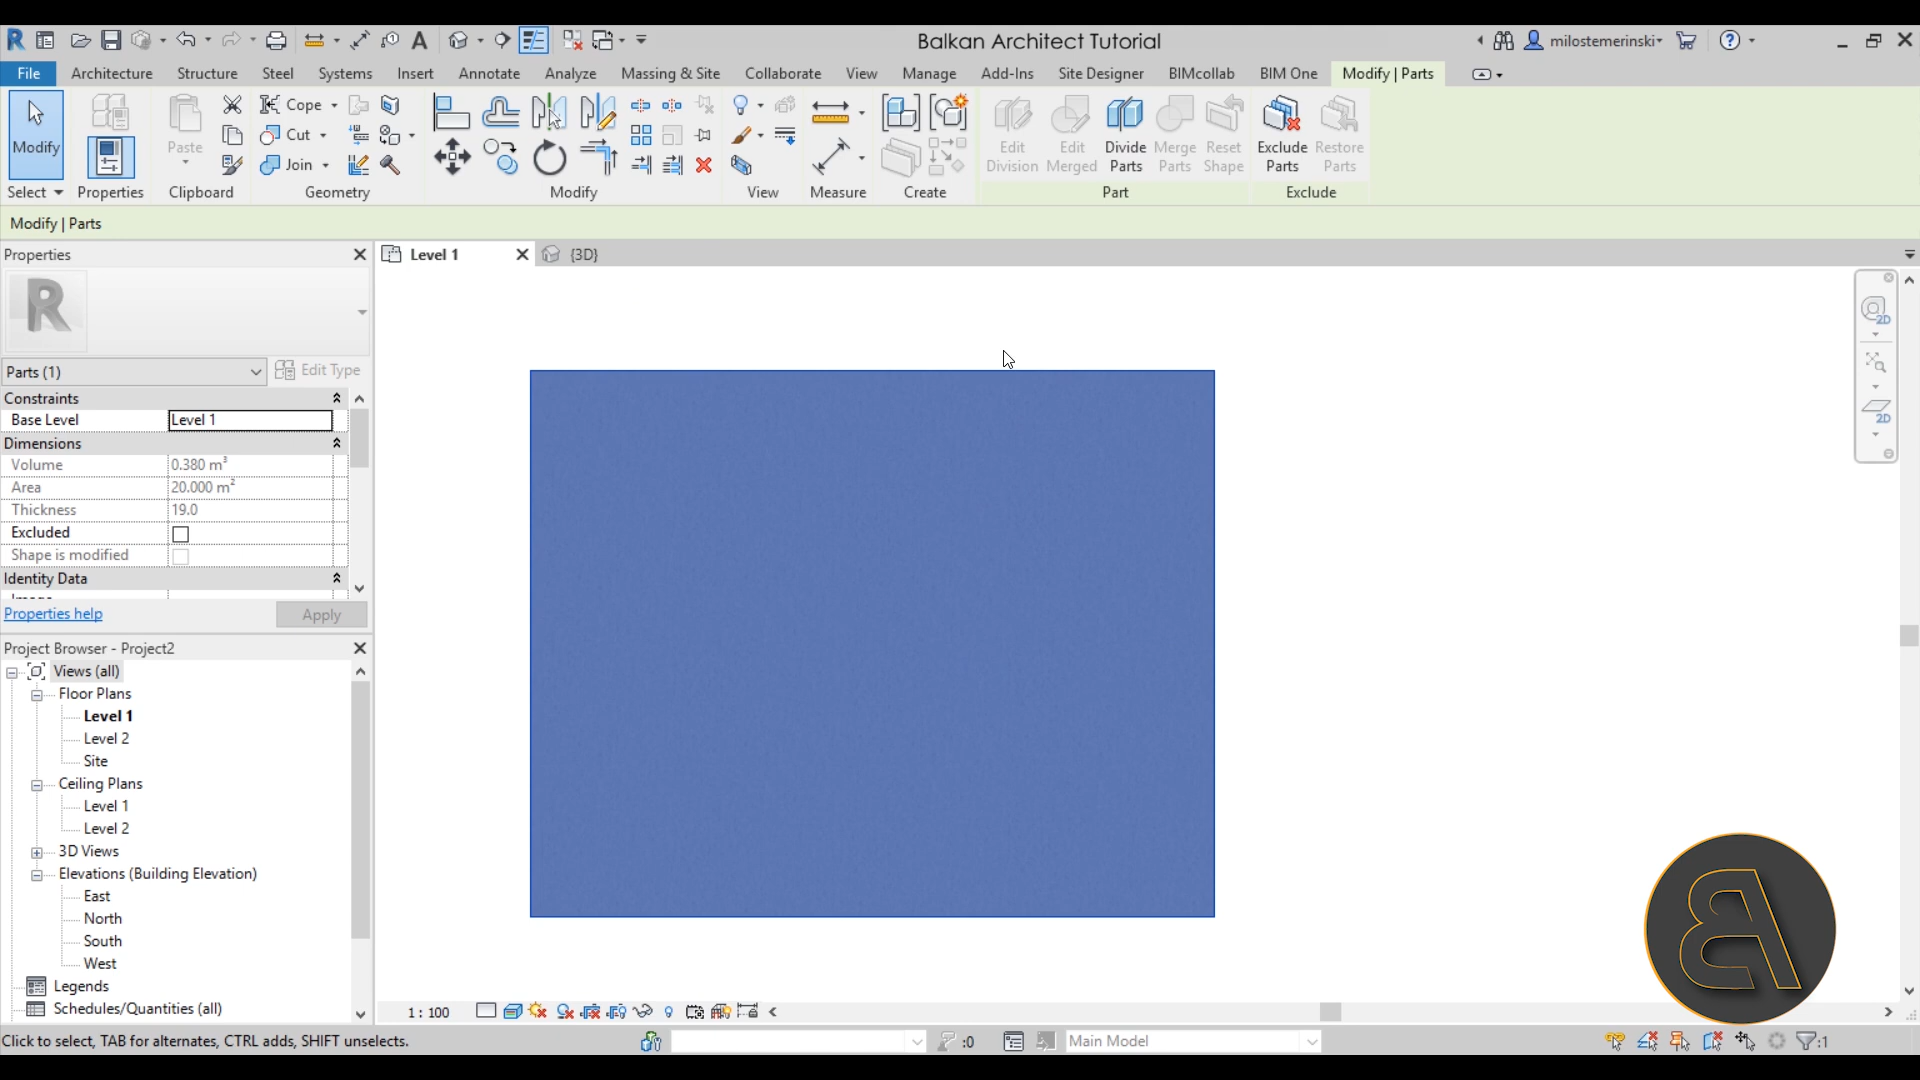 Balkan Architect Tutorial
milostemerinski
File Architecture Structure Steel Systems Insert Annotate Analyze Massing & Site Collaborate View Manage Add-Ins Site Designer BIMcollab BIM One Modify | Parts
Modify
Paste
Cope
Cut
Join
Edit Division
Edit Merged
Divide Parts
Merge Parts
Reset Shape
Exclude Parts
Restore Parts
Select Properties Clipboard Geometry Modify View Measure Create Part Exclude
Modify | Parts
Properties
Level 1
{3D}
R
Parts (1)
Edit Type
Constraints
Base Level Level 1
Dimensions
Volume 0.380 m³
Area 20.000 m²
Thickness 19.0
Excluded
Shape is modified
Identity Data
Properties help
Apply
2D
2D
Project Browser - Project2
Views (all)
Floor Plans
Level 1
Level 2
Site
Ceiling Plans
Level 1
Level 2
3D Views
Elevations (Building Elevation)
East
North
South
West
Legends
Schedules/Quantities (all)
1 : 100
Click to select, TAB for alternates, CTRL adds, SHIFT unselects.
:0
Main Model
:1